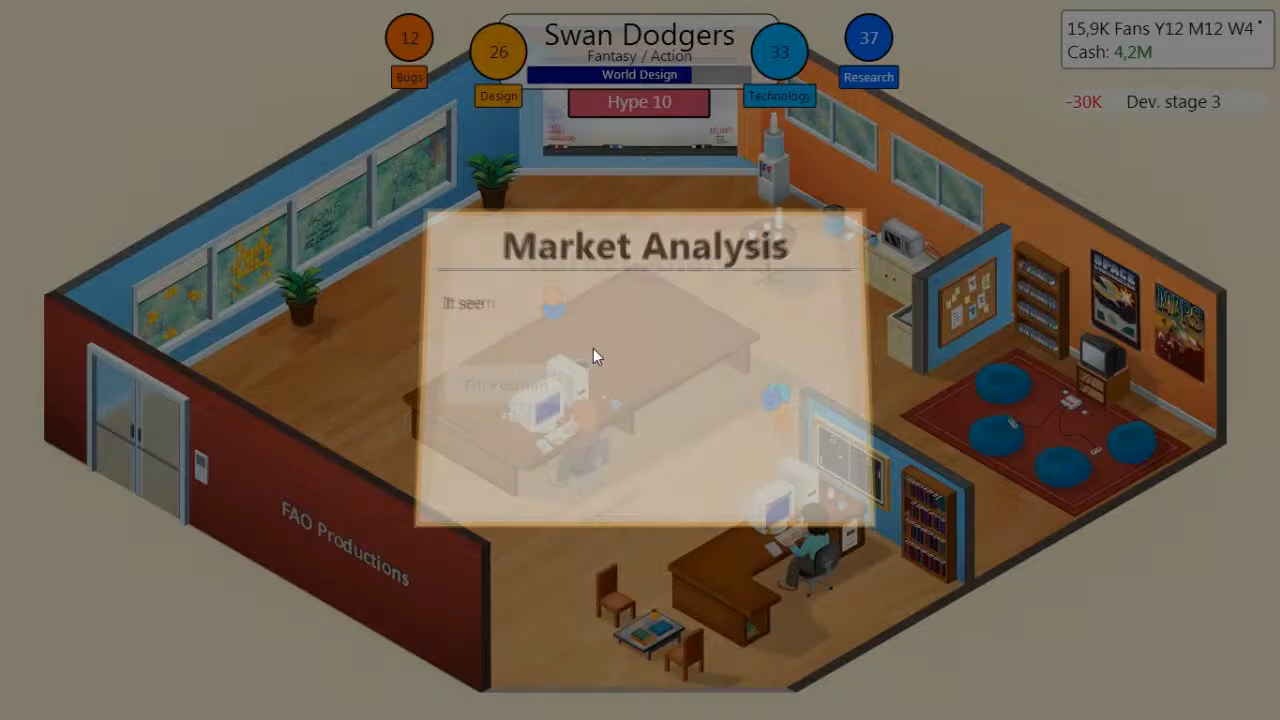 12
Bugs
26
Design
Swan Dodgers
Fantasy / Action
World Design
Hype 10
33
Technology
37
Research
15,9K Fans Y12 M12 W4
Cash: 4,2M
-30K Dev. stage 3
Market Analysis
GOALS
SPACE
MARS
FAO Productions